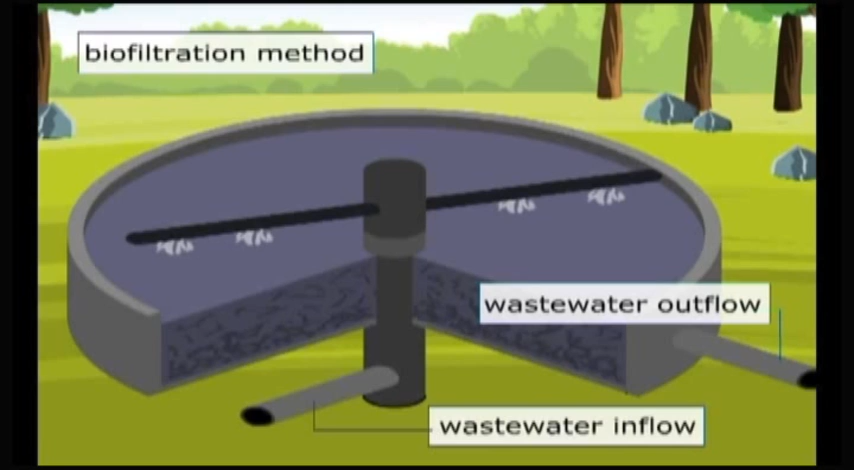 biofiltration method
wastewater outflow
wastewater inflow